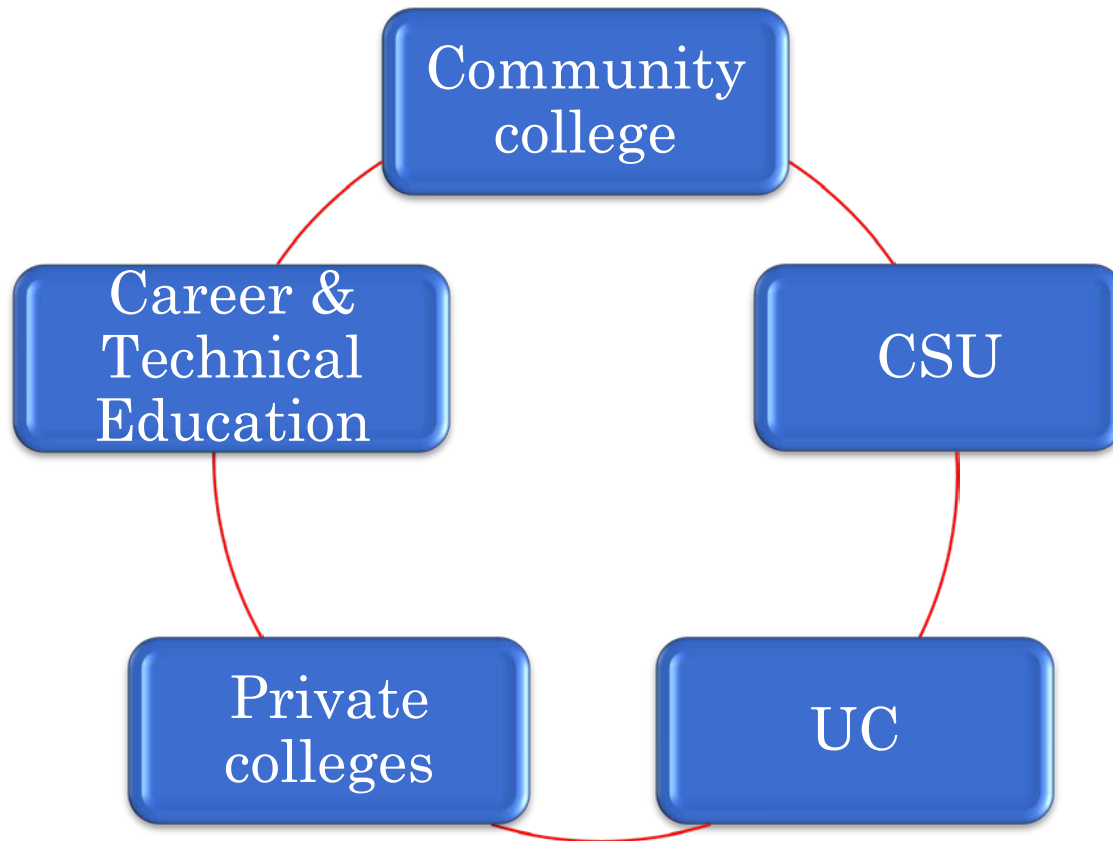 Community
college
CSU
UC
Private
colleges
Career &
Technical
Education